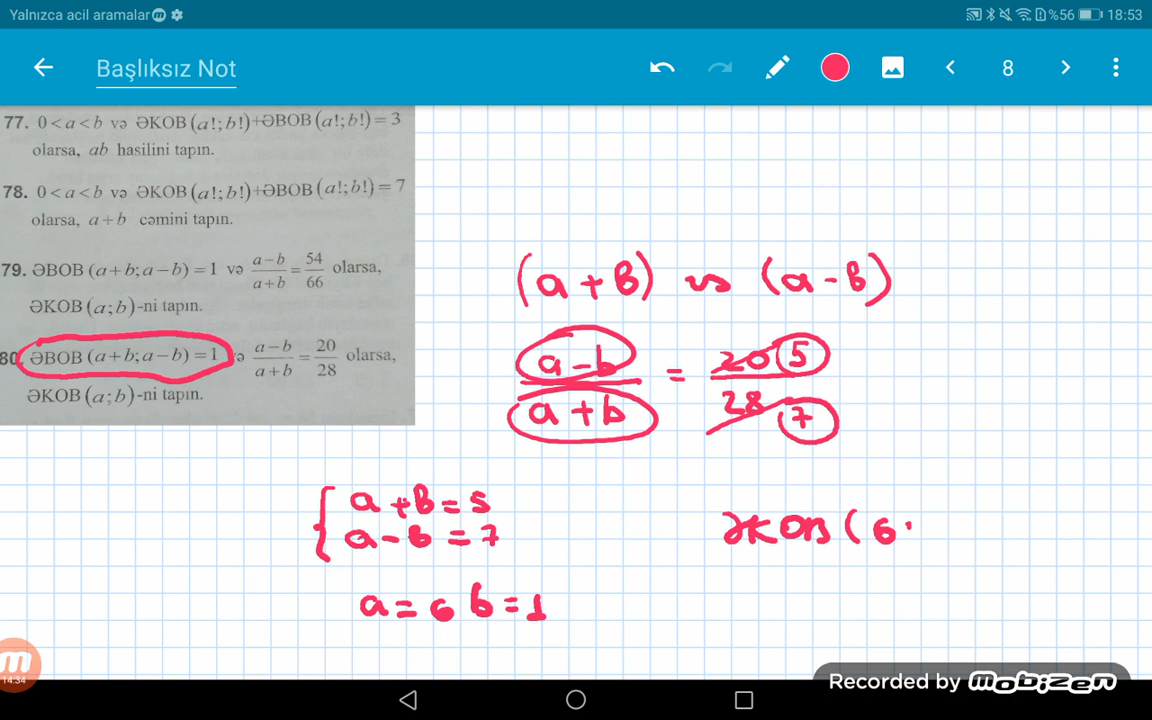 Yalnızca acil aramalar
%56 18:53
Başlıksız Not
8
77. 0<a<b və ƏKOB(a!;b!)+ƏBOB(a!;b!)=3
olarsa, ab hasilini tapın.
78. 0<a<b və ƏKOB(a!;b!)+ƏBOB(a!;b!)=7
olarsa, a+b cəmini tapın.
79. ƏBOB(a+b;a−b)=1 və a−b/a+b=54/66 olarsa,
ƏKOB(a;b)-ni tapın.
80. ƏBOB(a+b;a−b)=1 və a−b/a+b=20/28 olarsa,
ƏKOB(a;b)-ni tapın.
(a+b) və (a-b)
a-b/a+b = 20 5/28 7
a+b=5
a-b=7
a=6 b=1
ƏKOB(6
14:34
Recorded by mobizen